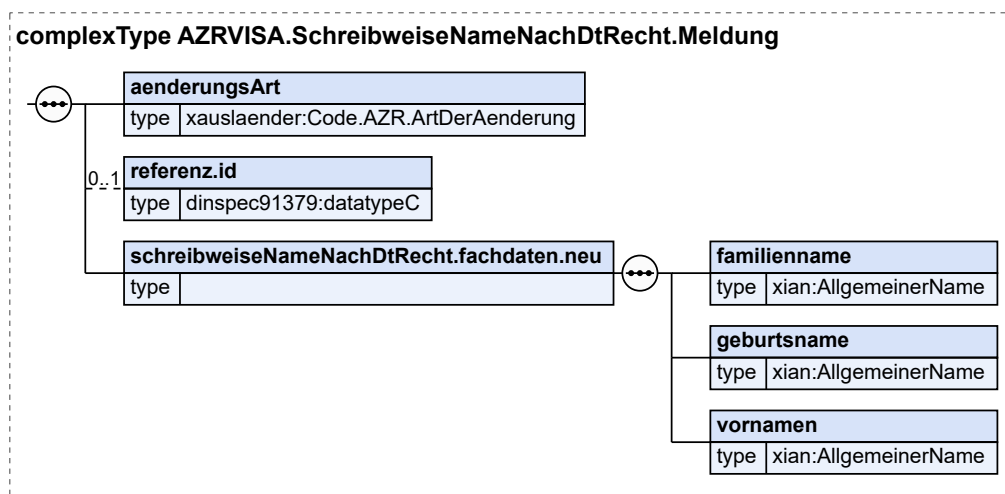 complexType AZRVISA.SchreibweiseNameNachDtRecht.Meldung
aenderungsArt
type xauslaender:Code.AZR.ArtDerAenderung
0..1
referenz.id
type dinspec91379:datatypeC
schreibweiseNameNachDtRecht.fachdaten.neu
type
familienname
type xian:AllgemeinerName
geburtsname
type xian:AllgemeinerName
vornamen
type xian:AllgemeinerName